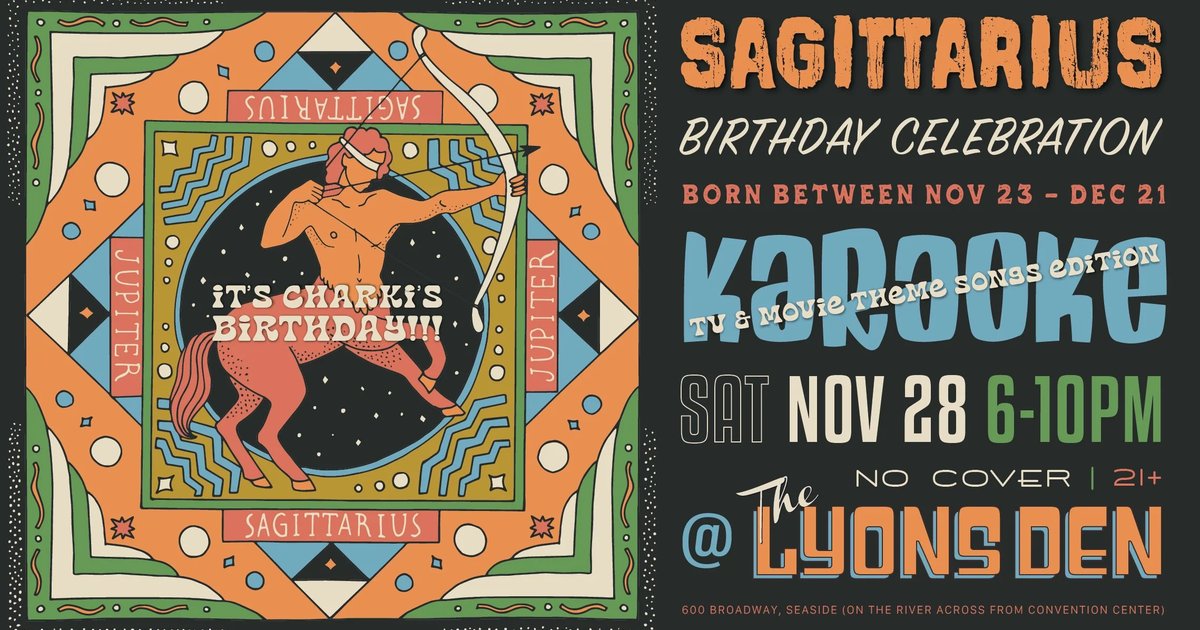 SAGITTARIUS
JUPITER
IT'S CHARKI'S
BIRTHDAY!!!
JUPITER
SAGITTARIUS
SAGITTARIUS
BIRTHDAY CELEBRATION
BORN BETWEEN NOV 23 - DEC 21
KAROOKE
TV & MOVIE THEME SONGS EDITION
SAT NOV 28 6-10PM
NO COVER | 21+
@ The LYONS DEN
600 BROADWAY, SEASIDE (ON THE RIVER ACROSS FROM CONVENTION CENTER)